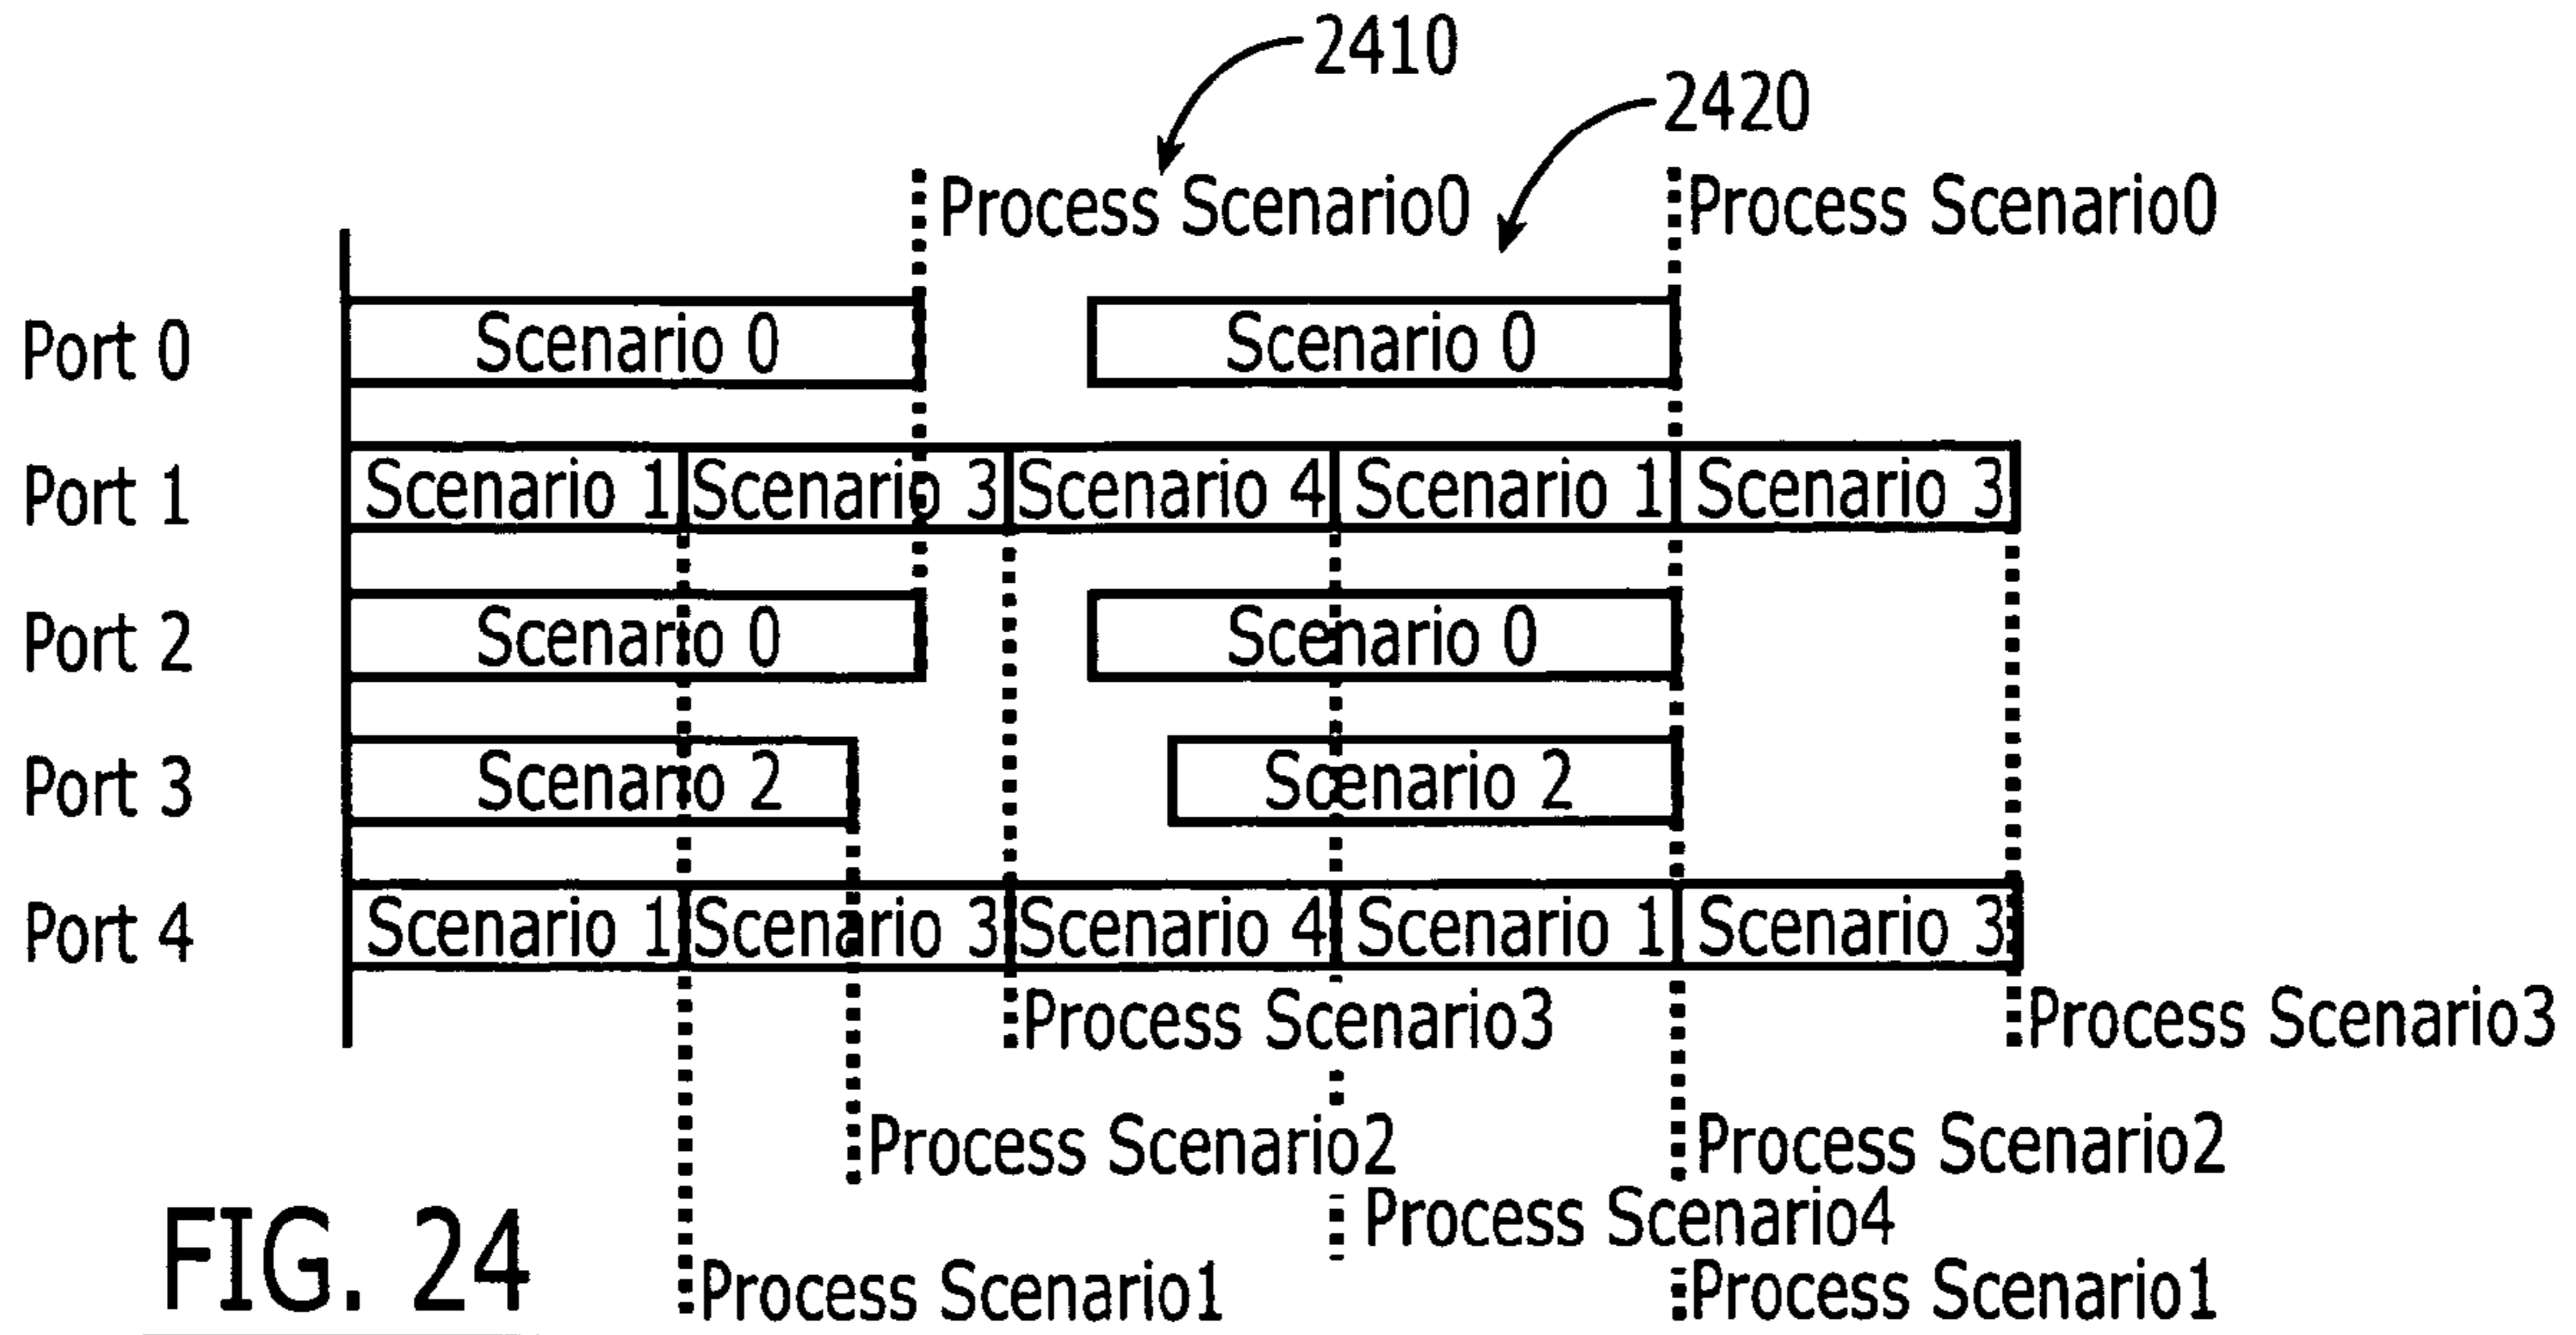 2410
2420
Process Scenario0 Process Scenario0
Port 0 Scenario 0 Scenario 0
Port 1 Scenario 1 Scenario 3 Scenario 4 Scenario 1 Scenario 3
Port 2 Scenario 0 Scenario 0
Port 3 Scenario 2 Scenario 2
Port 4 Scenario 1 Scenario 3 Scenario 4 Scenario 1 Scenario 3
Process Scenario3 Process Scenario3
Process Scenario2 Process Scenario2
Process Scenario4
Process Scenario1 Process Scenario1
FIG. 24